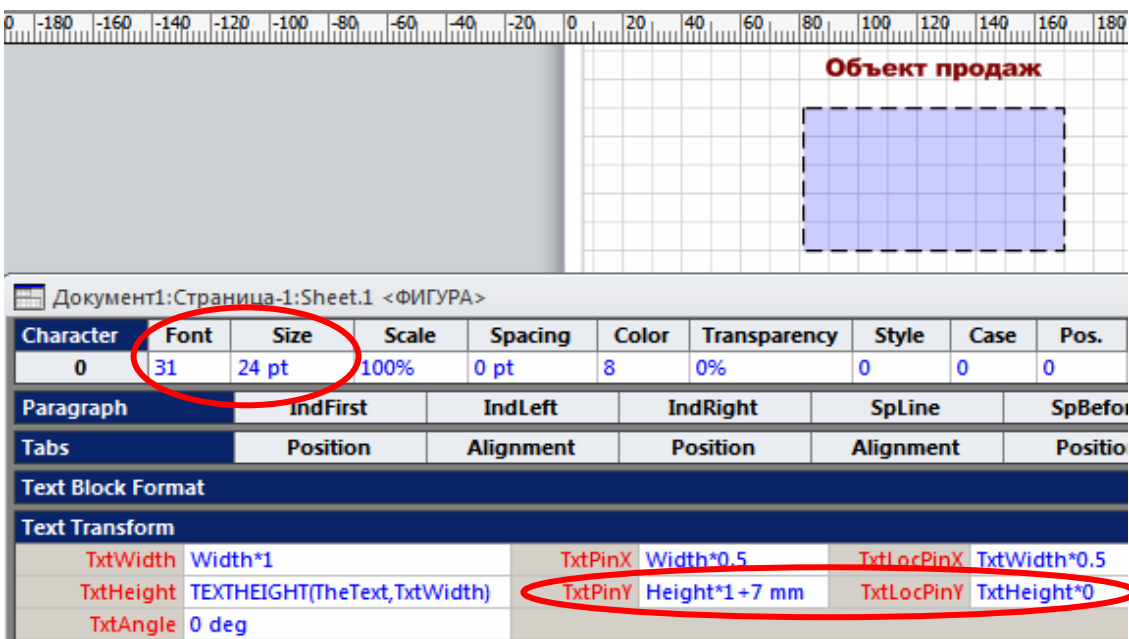 0 -180 -160 -140 -120 -100 -80 -60 -40 -20 0 20 40 60 80 100 120 140 160 180
Объект продаж
Документ1:Страница-1:Sheet.1 <ФИГУРА>
Character Font Size Scale Spacing Color Transparency Style Case Pos.
0 31 24 pt 100% 0 pt 8 0% 0 0 0
Paragraph IndFirst IndLeft IndRight SpLine SpBefo
Tabs Position Alignment Position Alignment Positio
Text Block Format
Text Transform
TxtWidth Width*1 TxtPinX Width*0.5 TxtLocPinX TxtWidth*0.5
TxtHeight TEXTHEIGHT(TheText,TxtWidth) TxtPinY Height*1+7 mm TxtLocPinY TxtHeight*0
TxtAngle 0 deg